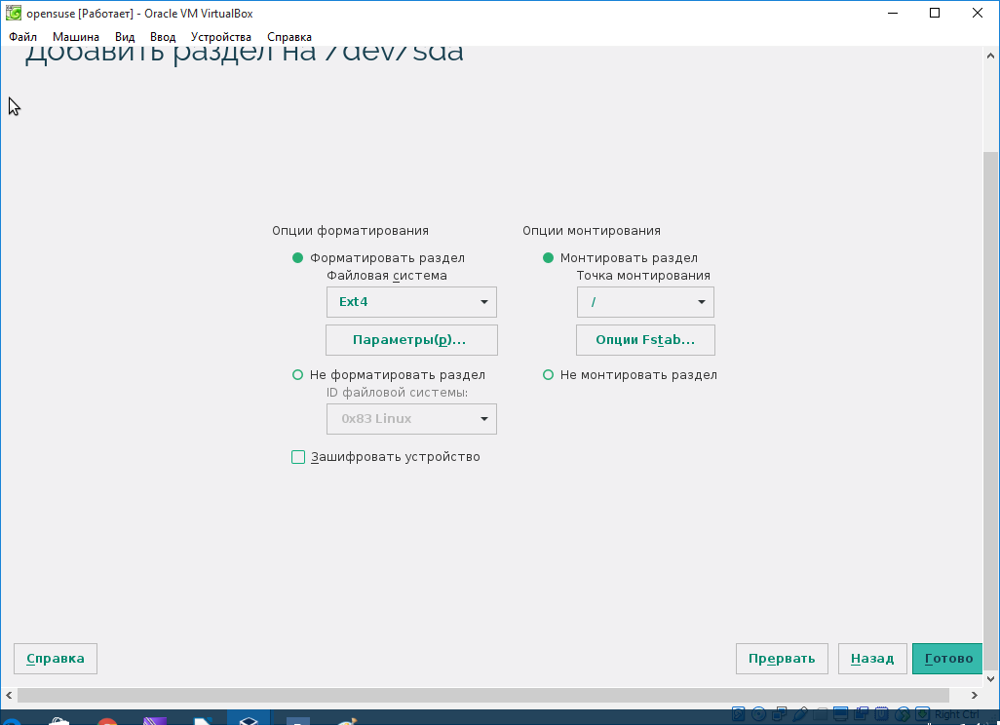 opensuse [Работает] - Oracle VM VirtualBox
Файл Машина Вид Ввод Устройства Справка
Добавить раздел на /dev/sda
Опции форматирования
Опции монтирования
Форматировать раздел
Монтировать раздел
Файловая система
Точка монтирования
Ext4
/
Параметры(р)...
Опции Fstab...
Не форматировать раздел
Не монтировать раздел
ID файловой системы:
0x83 Linux
Зашифровать устройство
Справка
Прервать
Назад
Готово
Right Ctrl